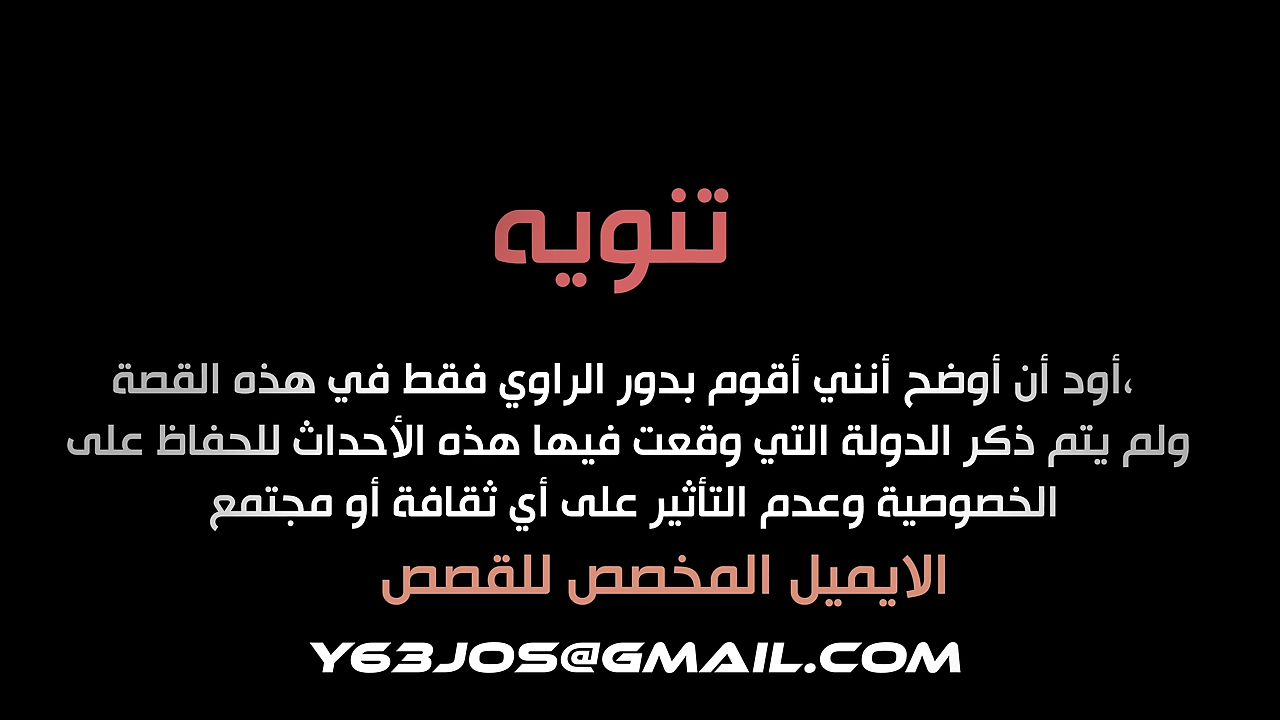 تنويه
أود أن أوضح أنني أقوم بدور الراوي فقط في هذه القصة،
ولم يتم ذكر الدولة التي وقعت فيها هذه الأحداث للحفاظ على
الخصوصية وعدم التأثير على أي ثقافة أو مجتمع
الايميل المخصص للقصص
Y63JOS@GMAIL.COM